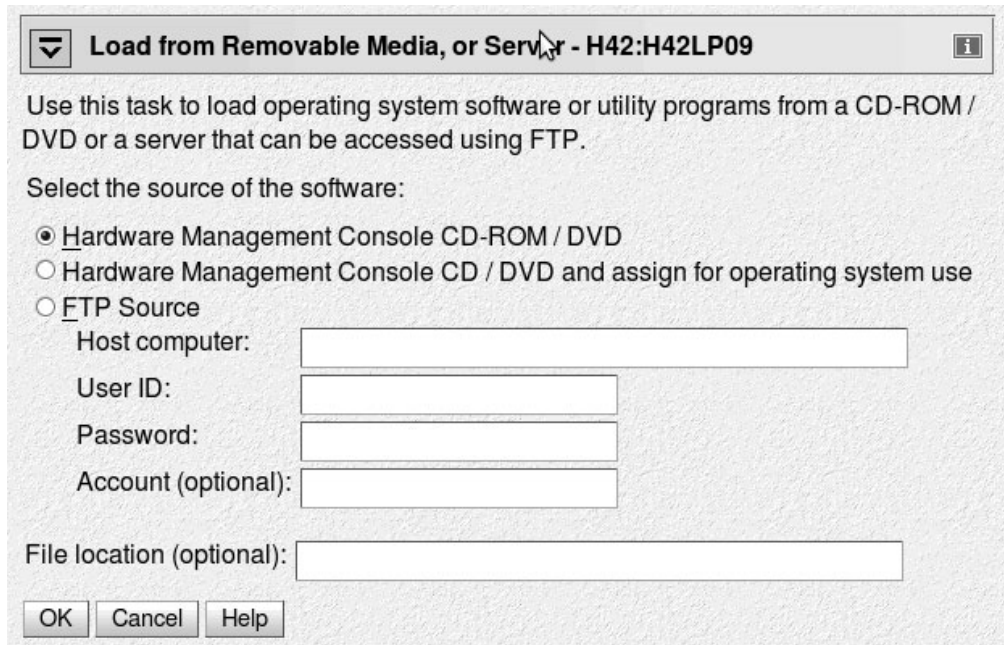 Load from Removable Media, or Server - H42:H42LP09
Use this task to load operating system software or utility programs from a CD-ROM /
DVD or a server that can be accessed using FTP.
Select the source of the software:
Hardware Management Console CD-ROM / DVD
Hardware Management Console CD / DVD and assign for operating system use
FTP Source
Host computer:
User ID:
Password:
Account (optional):
File location (optional):
OK Cancel Help